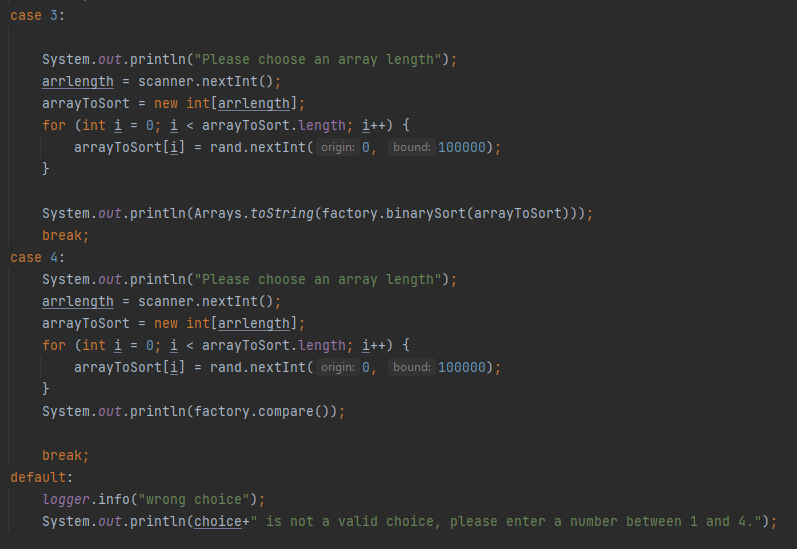 case 3:
System.out.println("Please choose an array length");
arrlength = scanner.nextInt();
arrayToSort = new int[arrlength];
for (int i = 0; i < arrayToSort.length; i++) {
arrayToSort[i] = rand.nextInt( origin: 0, bound: 100000);
}
System.out.println(Arrays.toString(factory.binarySort(arrayToSort)));
break;
case 4:
System.out.println("Please choose an array length");
arrlength = scanner.nextInt();
arrayToSort = new int[arrlength];
for (int i = 0; i < arrayToSort.length; i++) {
arrayToSort[i] = rand.nextInt( origin: 0, bound: 100000);
}
System.out.println(factory.compare());
break;
default:
logger.info("wrong choice");
System.out.println(choice+" is not a valid choice, please enter a number between 1 and 4.");